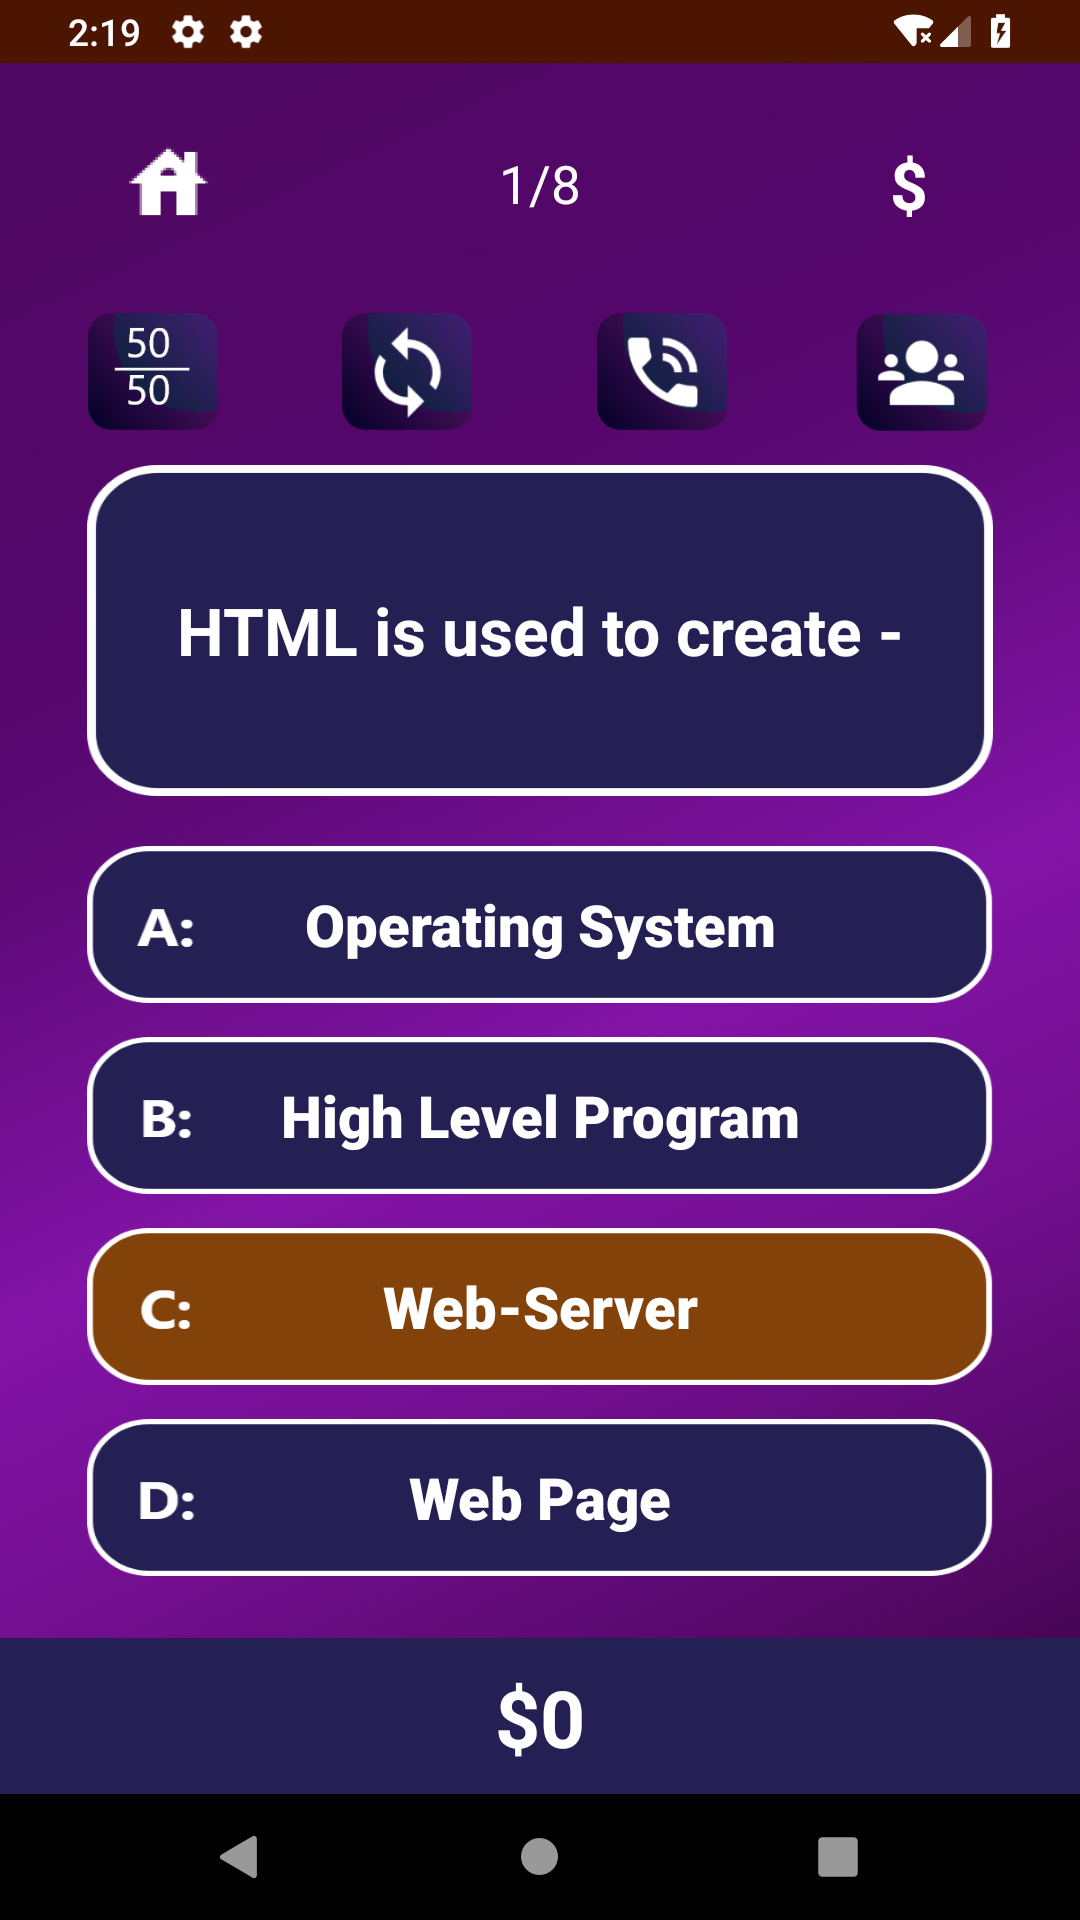 2:19
1/8
$
50
50
HTML is used to create -
A: Operating System
B: High Level Program
C: Web-Server
D: Web Page
$0